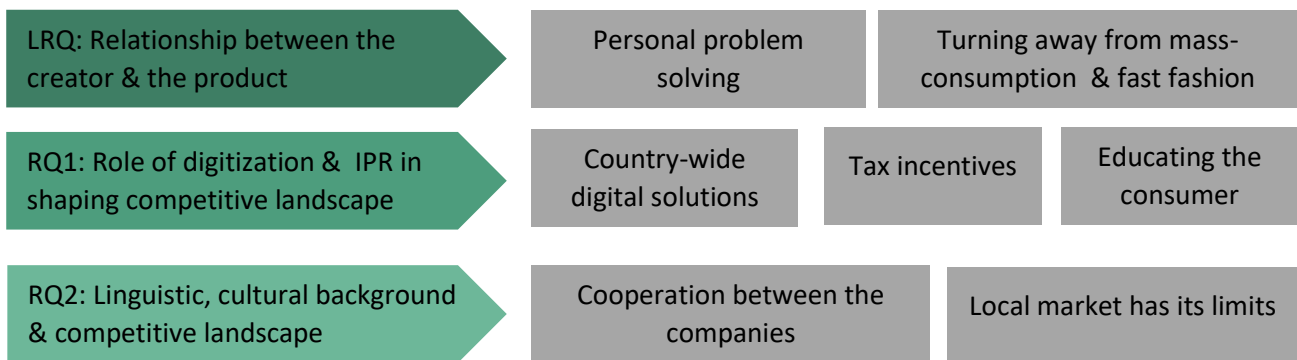 LRQ: Relationship between the
creator & the product
Personal problem
solving
Turning away from mass-
consumption & fast fashion
RQ1: Role of digitization & IPR in
shaping competitive landscape
Country-wide
digital solutions
Tax incentives
Educating the
consumer
RQ2: Linguistic, cultural background
& competitive landscape
Cooperation between the
companies
Local market has its limits